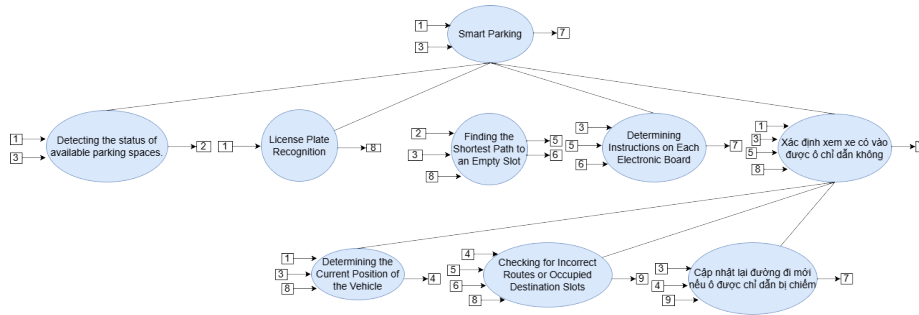 1
Smart Parking
7
3
1
Detecting the status of
available parking spaces.
3
2
1
License Plate
Recognition
8
2
Finding the
Shortest Path to
an Empty Slot
3
8
5
6
3
Determining
Instructions on Each
Electronic Board
5
6
7
1
3
Xác định xem xe có vào
được ô chỉ dẫn không
5
8
1
Determining the
Current Position of
the Vehicle
3
8
4
4
Checking for Incorrect
Routes or Occupied
Destination Slots
5
6
8
9
3
Cập nhật lại đường đi mới
nếu ô được chỉ dẫn bị chiếm
4
9
7